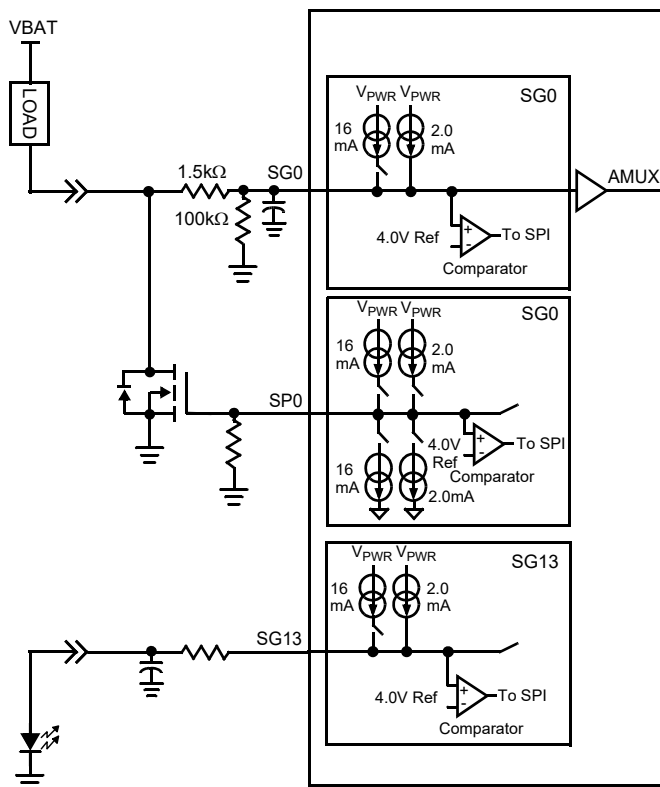 VBAT
LOAD
1.5kΩ
100kΩ
SG0
VPWR VPWR
SG0
16 mA
2.0 mA
4.0V Ref
+
-
To SPI
Comparator
AMUX
VPWR VPWR
SG0
16 mA
2.0 mA
SP0
4.0V Ref
+
-
To SPI
Comparator
16 mA
2.0mA
VPWR VPWR
SG13
16 mA
2.0 mA
SG13
4.0V Ref
+
-
To SPI
Comparator